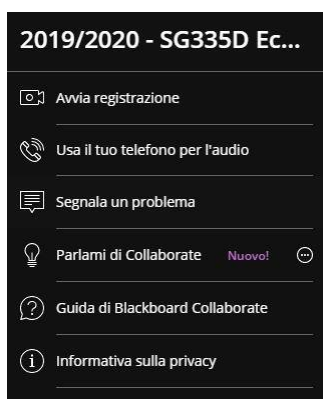 2019/2020 - SG335D Ec...
Avvia registrazione
Usa il tuo telefono per l'audio
Segnala un problema
Parlami di Collaborate Nuovo!
Guida di Blackboard Collaborate
Informativa sulla privacy